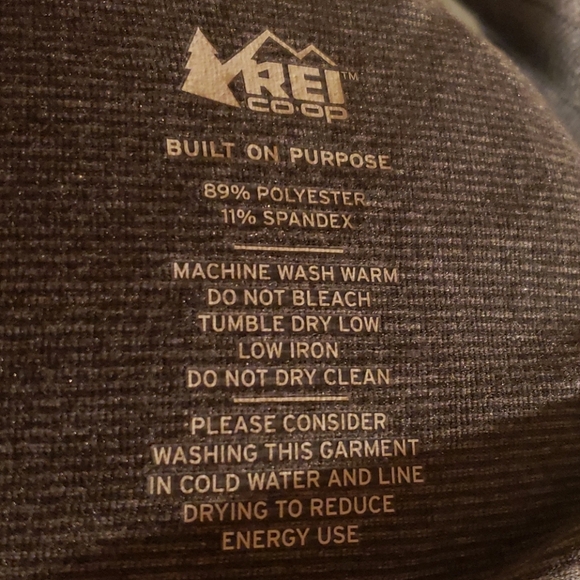 REI™
CO·OP
BUILT ON PURPOSE
89% POLYESTER
11% SPANDEX
MACHINE WASH WARM
DO NOT BLEACH
TUMBLE DRY LOW
LOW IRON
DO NOT DRY CLEAN
PLEASE CONSIDER
WASHING THIS GARMENT
IN COLD WATER AND LINE
DRYING TO REDUCE
ENERGY USE